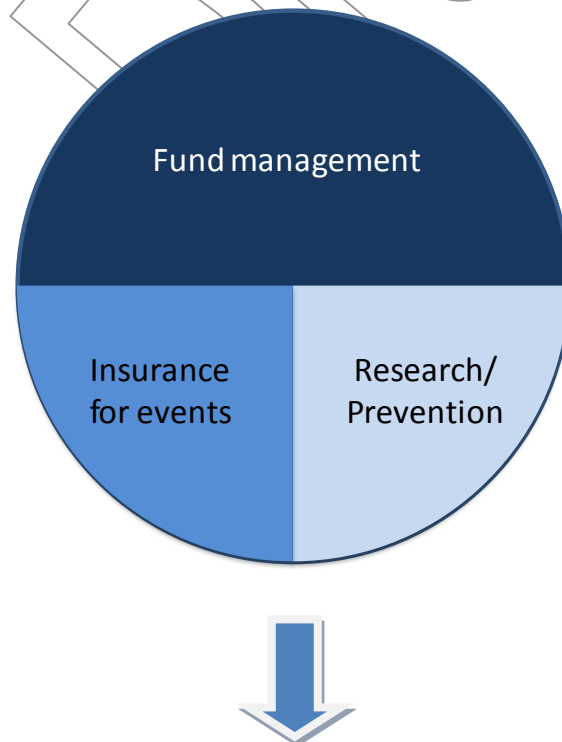 Fund management
Insurance
for events
Research/
Prevention